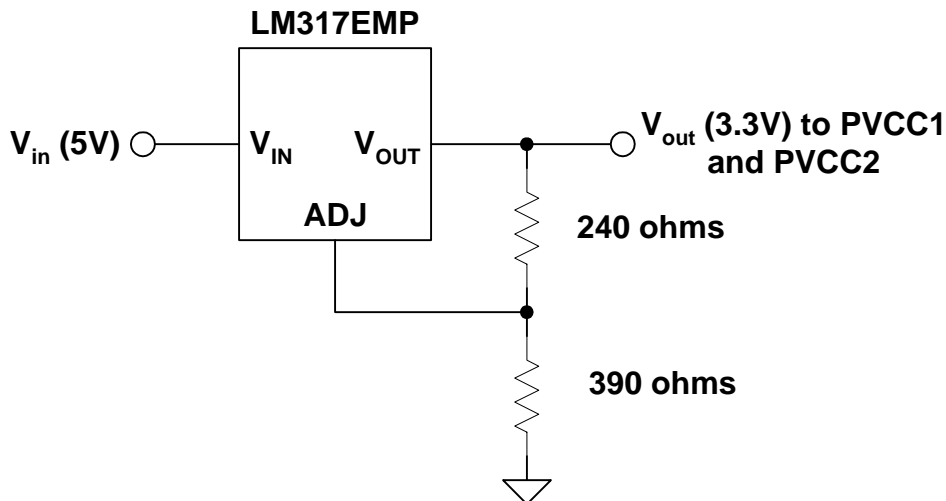 LM317EMP
Vin (5V)
VIN
VOUT
ADJ
Vout (3.3V) to PVCC1
and PVCC2
240 ohms
390 ohms